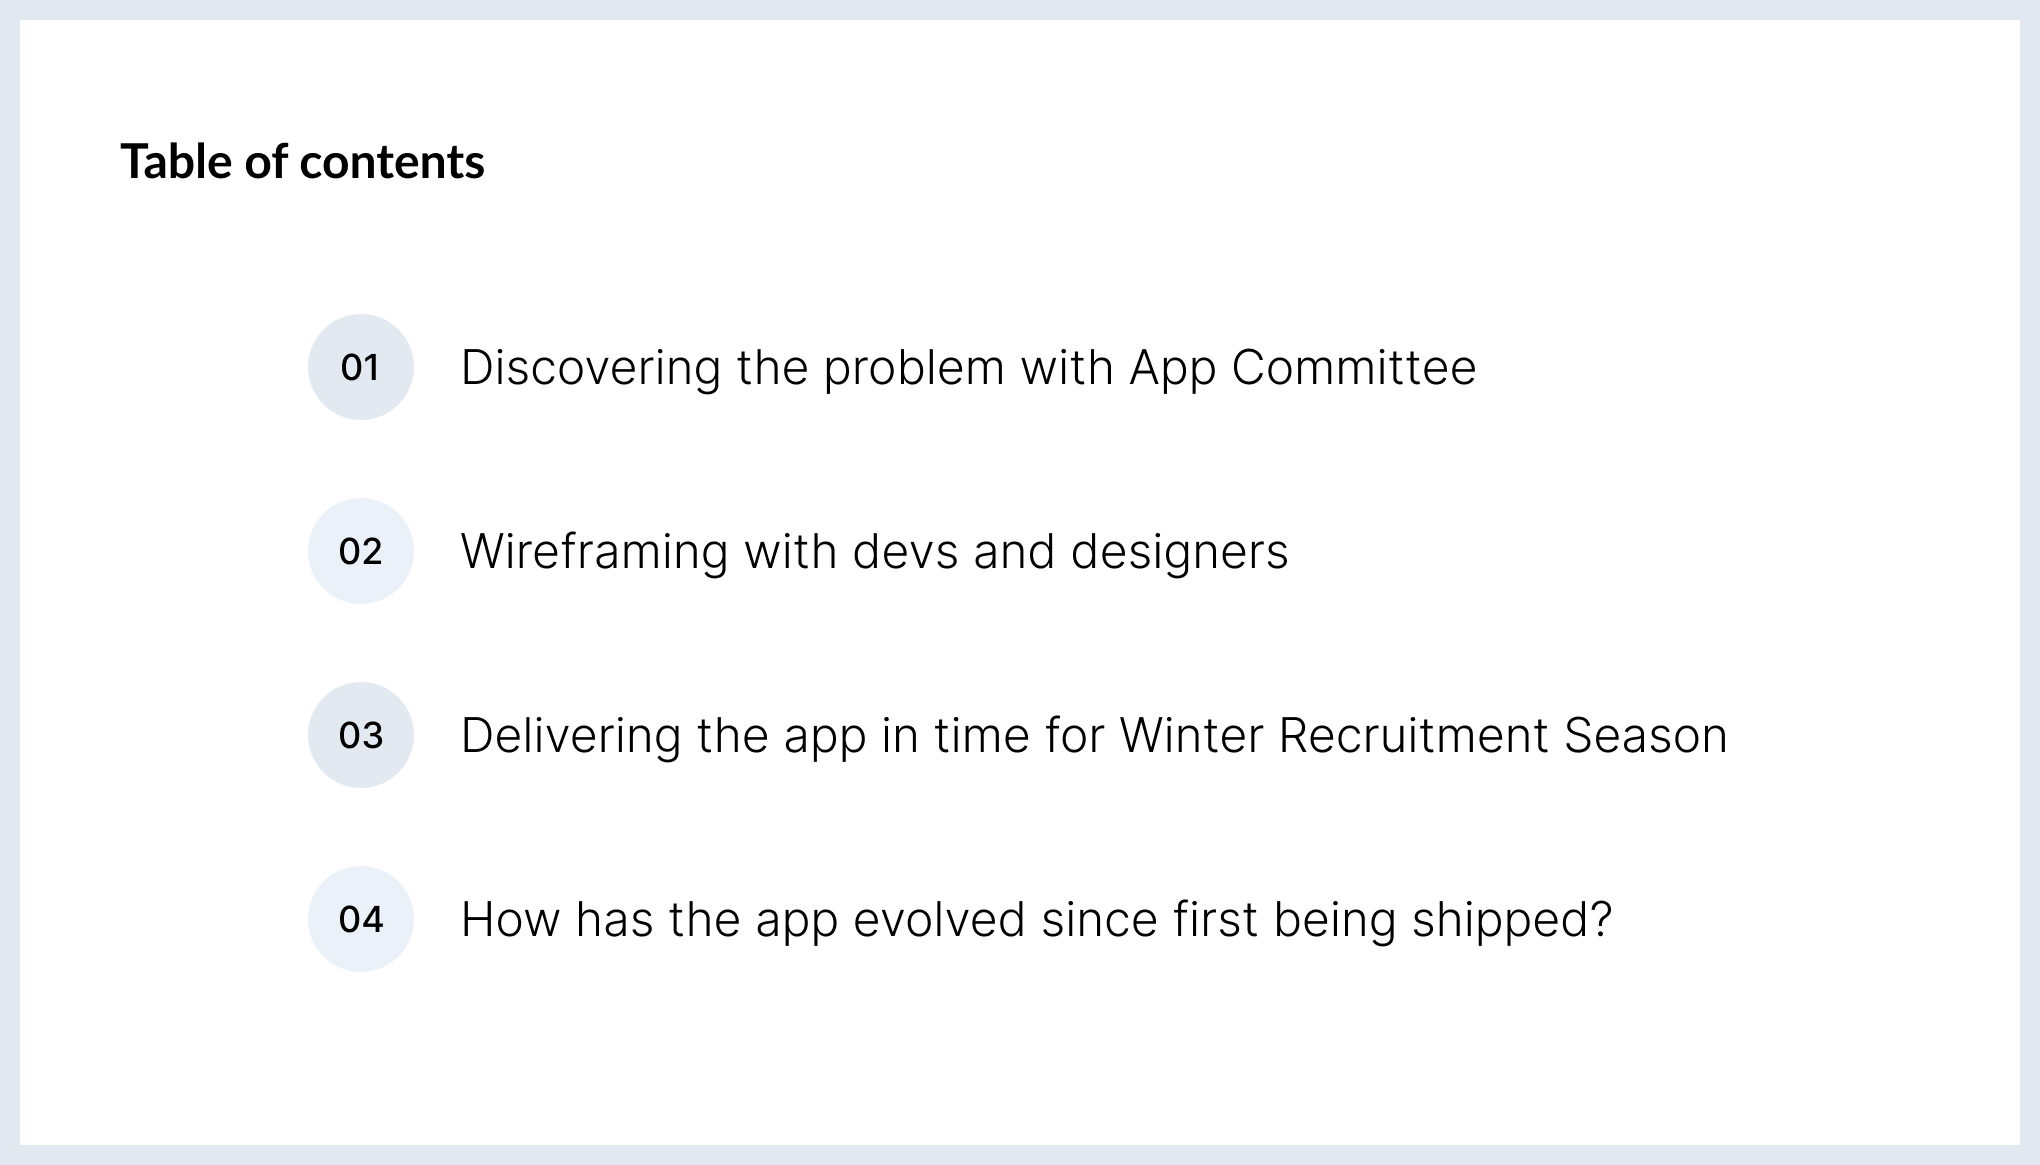 Table of contents
01 Discovering the problem with App Committee
02 Wireframing with devs and designers
03 Delivering the app in time for Winter Recruitment Season
04 How has the app evolved since first being shipped?